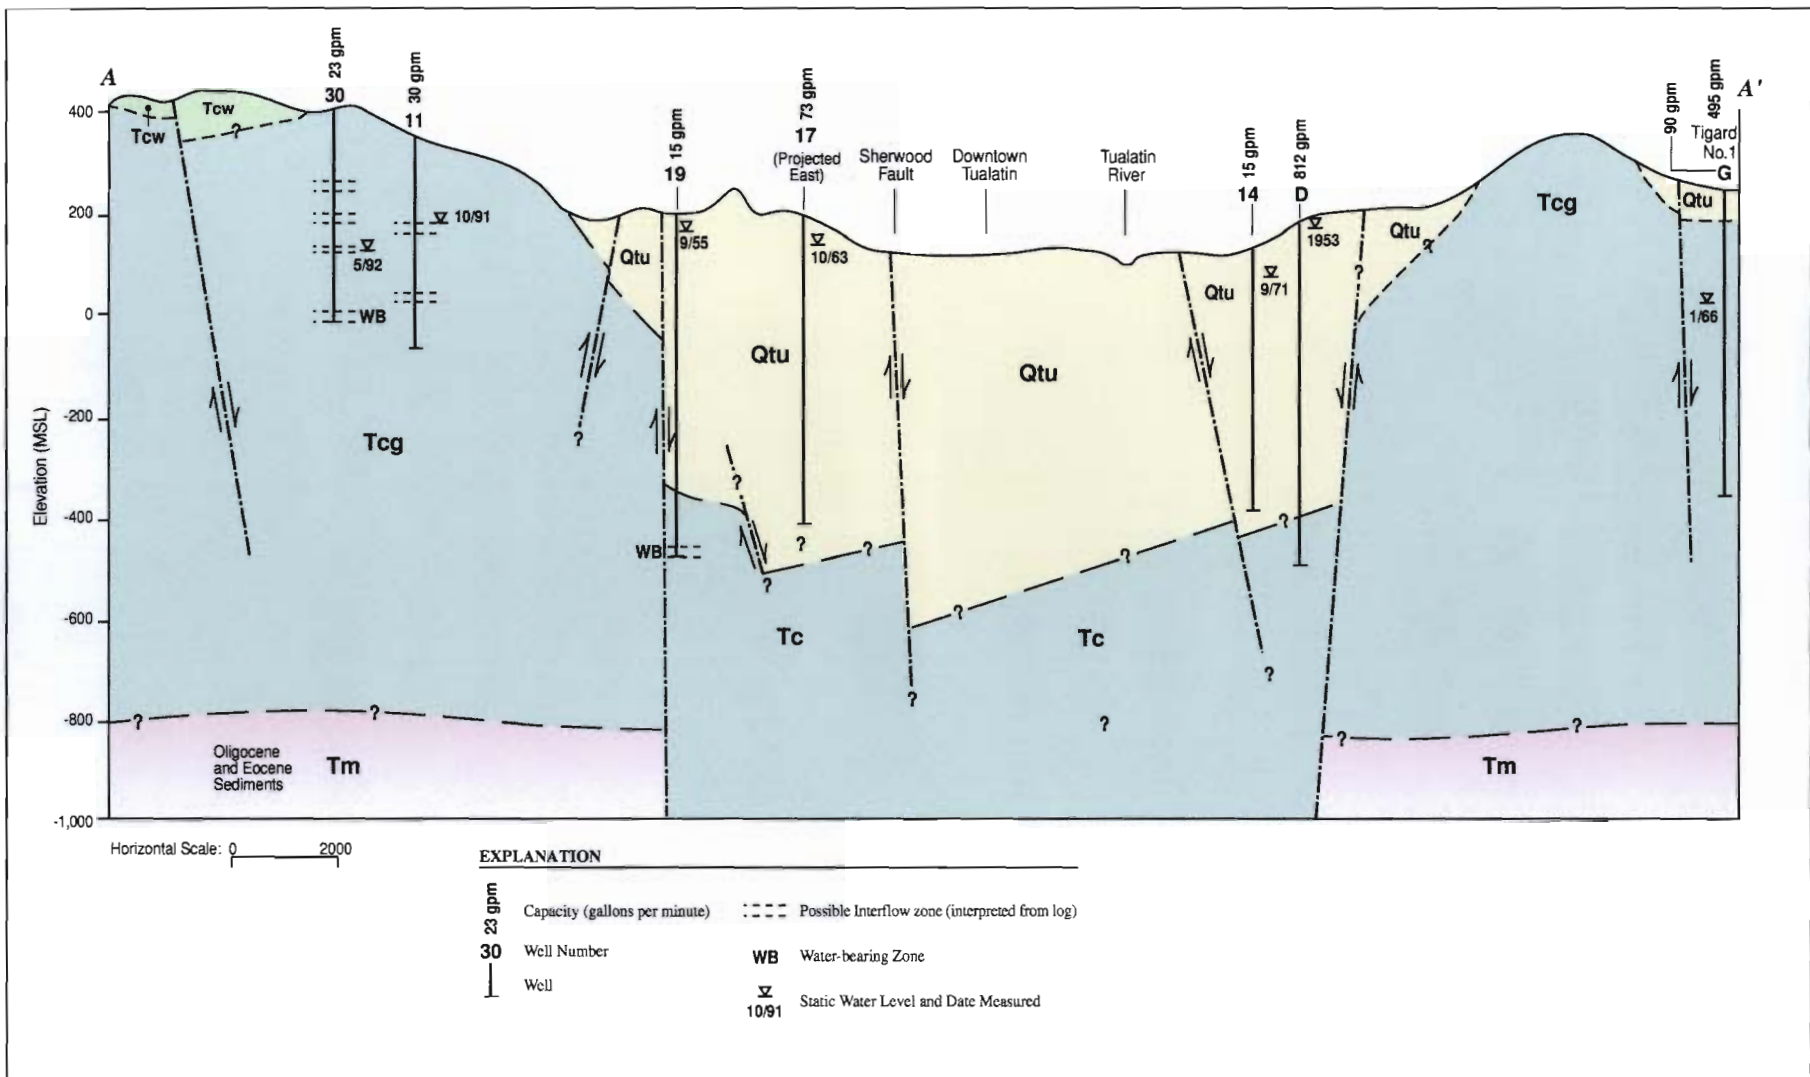 A
A'
23 gpm
30
30 gpm
11
15 gpm
19
73 gpm
17
(Projected
East)
Sherwood
Fault
Downtown
Tualatin
Tualatin
River
15 gpm
14
812 gpm
D
90 gpm
495 gpm
Tigard
No.1
G
Tcw
Tcw
?
400
200
0
-200
-400
-600
-800
-1,000
Elevation (MSL)
10/91
5/92
WB
9/55
10/63
9/71
1953
1/66
Qtu
Qtu
Qtu
Qtu
Qtu
Qtu
Tcg
Tcg
?
?
?
?
?
?
?
?
?
?
?
?
?
?
WB
Tc
Tc
?
?
?
?
?
?
Oligocene
and Eocene
Sediments
Tm
Tm
Horizontal Scale: 0 2000
EXPLANATION
23 gpm
Capacity (gallons per minute)
30
Well Number
Well
Possible Interflow zone (interpreted from log)
WB
Water-bearing Zone
10/91
Static Water Level and Date Measured